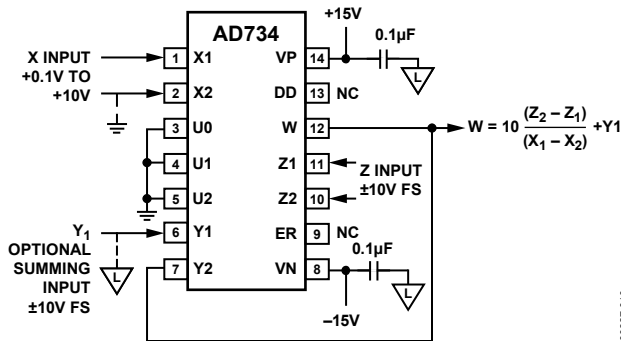 AD734
+15V
0.1µF
L
X INPUT
+0.1V TO
+10V
1 X1
2 X2
3 U0
4 U1
5 U2
6 Y1
7 Y2
VP 14
DD 13 NC
W 12
Z1 11
Z2 10
ER 9 NC
VN 8
W = 10 (Z2 – Z1) / (X1 – X2) +Y1
Z INPUT
±10V FS
Y1
OPTIONAL
SUMMING
INPUT
±10V FS
L
0.1µF
L
–15V